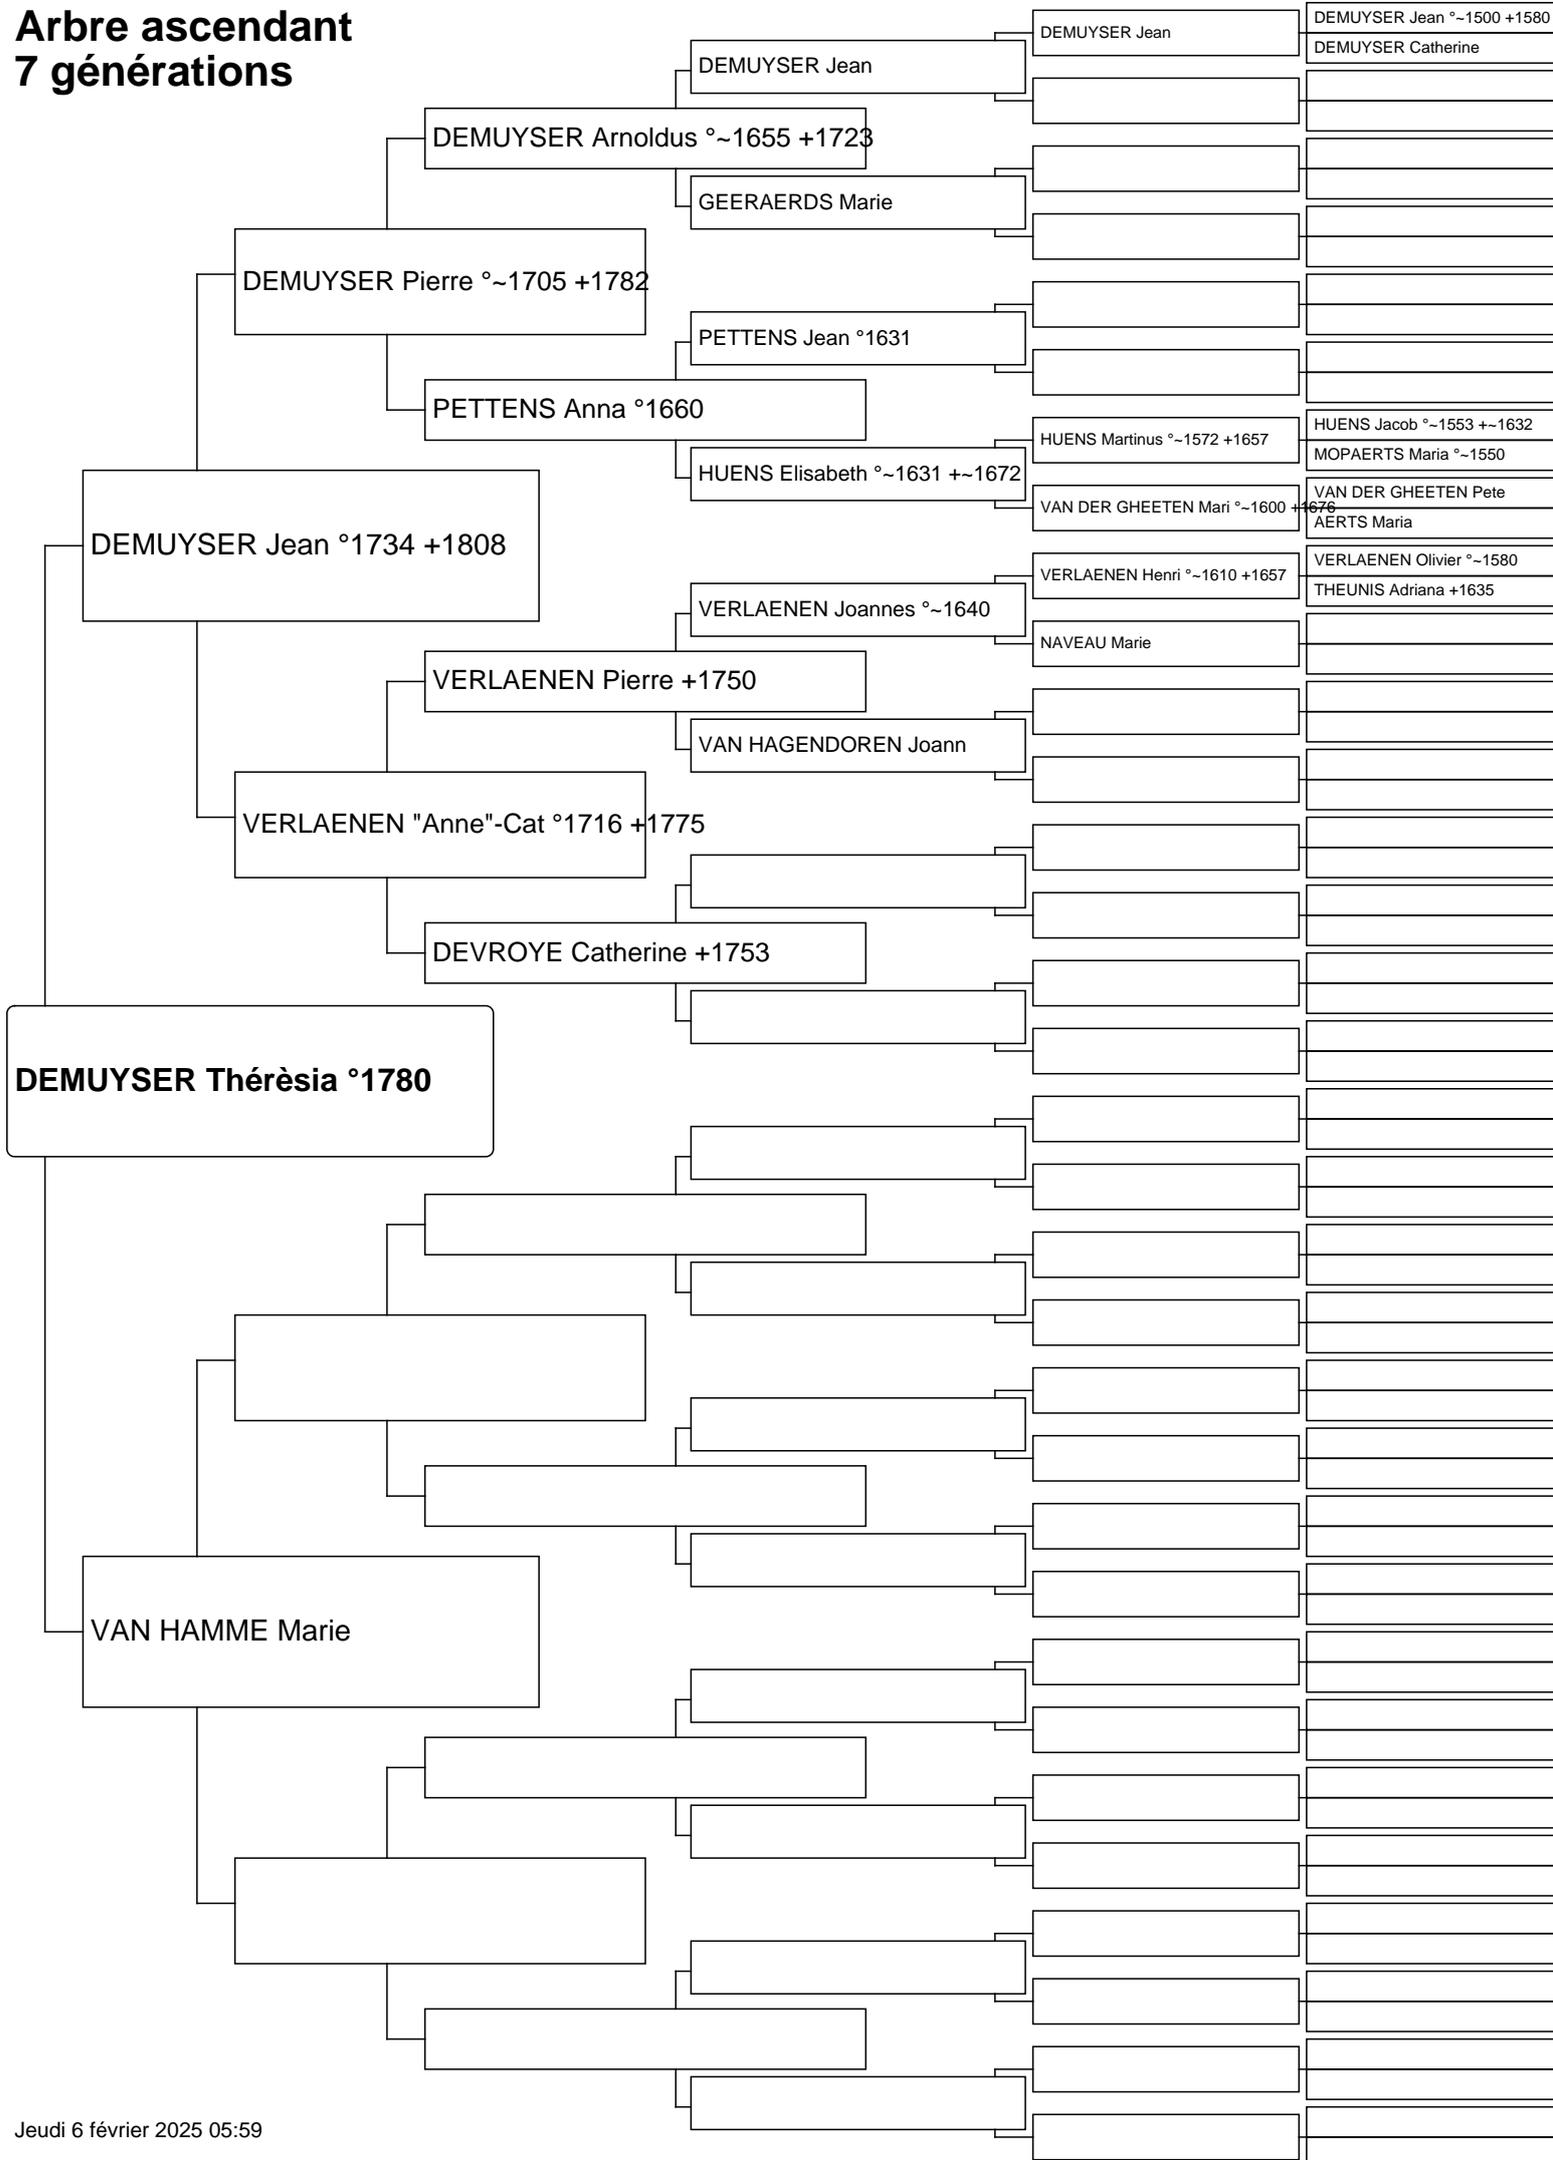 Arbre ascendant
7 générations
DEMUYSER Jean °~1500 +1580
DEMUYSER Jean
DEMUYSER Catherine
DEMUYSER Jean
DEMUYSER Arnoldus °~1655 +1723
GEERAERDS Marie
DEMUYSER Pierre °~1705 +1782
PETTENS Jean °1631
PETTENS Anna °1660
HUENS Jacob °~1553 +~1632
HUENS Martinus °~1572 +1657
MOPAERTS Maria °~1550
HUENS Elisabeth °~1631 +~1672
VAN DER GHEETEN Pete
VAN DER GHEETEN Mari °~1600 +1676
AERTS Maria
DEMUYSER Jean °1734 +1808
VERLAENEN Olivier °~1580
VERLAENEN Henri °~1610 +1657
THEUNIS Adriana +1635
VERLAENEN Joannes °~1640
NAVEAU Marie
VERLAENEN Pierre +1750
VAN HAGENDOREN Joann
VERLAENEN "Anne"-Cat °1716 +1775
DEVROYE Catherine +1753
DEMUYSER Thérèsia °1780
VAN HAMME Marie
Jeudi 6 février 2025 05:59